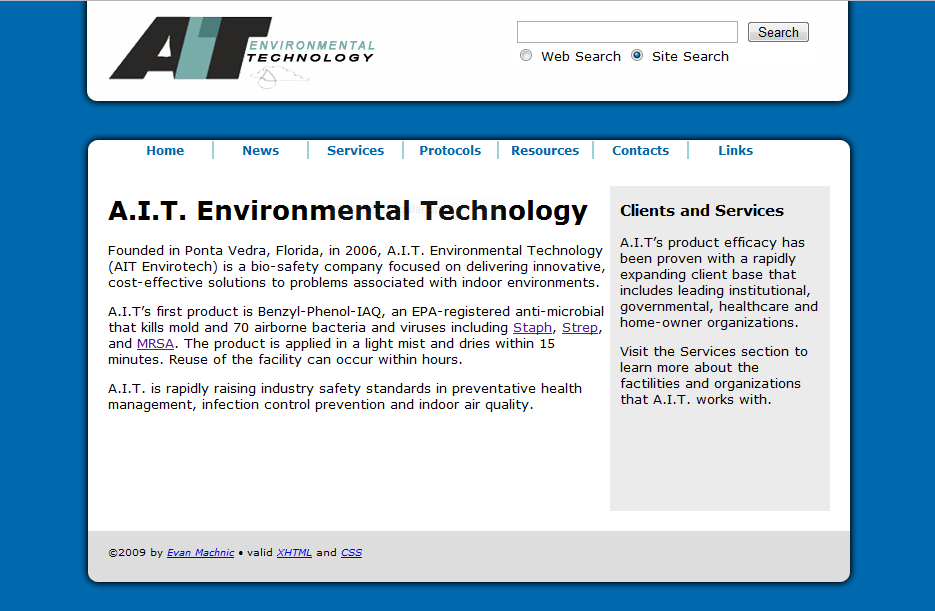 AIT ENVIRONMENTAL
TECHNOLOGY
Search
Web Search Site Search
Home News Services Protocols Resources Contacts Links
A.I.T. Environmental Technology
Founded in Ponta Vedra, Florida, in 2006, A.I.T. Environmental Technology
(AIT Envirotech) is a bio-safety company focused on delivering innovative,
cost-effective solutions to problems associated with indoor environments.
A.I.T’s first product is Benzyl-Phenol-IAQ, an EPA-registered anti-microbial
that kills mold and 70 airborne bacteria and viruses including Staph, Strep,
and MRSA. The product is applied in a light mist and dries within 15
minutes. Reuse of the facility can occur within hours.
A.I.T. is rapidly raising industry safety standards in preventative health
management, infection control prevention and indoor air quality.
Clients and Services
A.I.T’s product efficacy has
been proven with a rapidly
expanding client base that
includes leading institutional,
governmental, healthcare and
home-owner organizations.
Visit the Services section to
learn more about the
factilities and organizations
that A.I.T. works with.
©2009 by Evan Machnic • valid XHTML and CSS